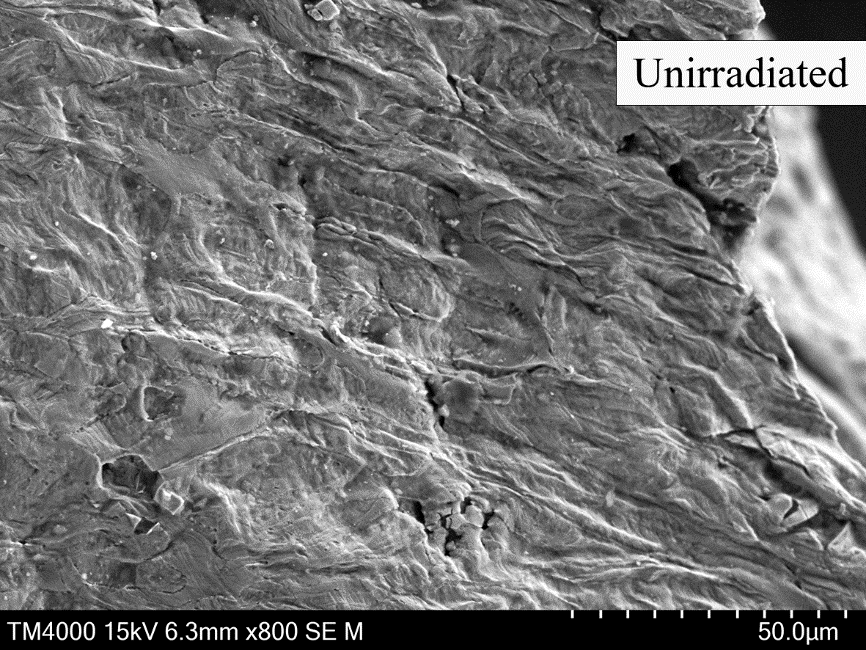 Unirradiated
TM4000 15kV 6.3mm x800 SE M
50.0μm